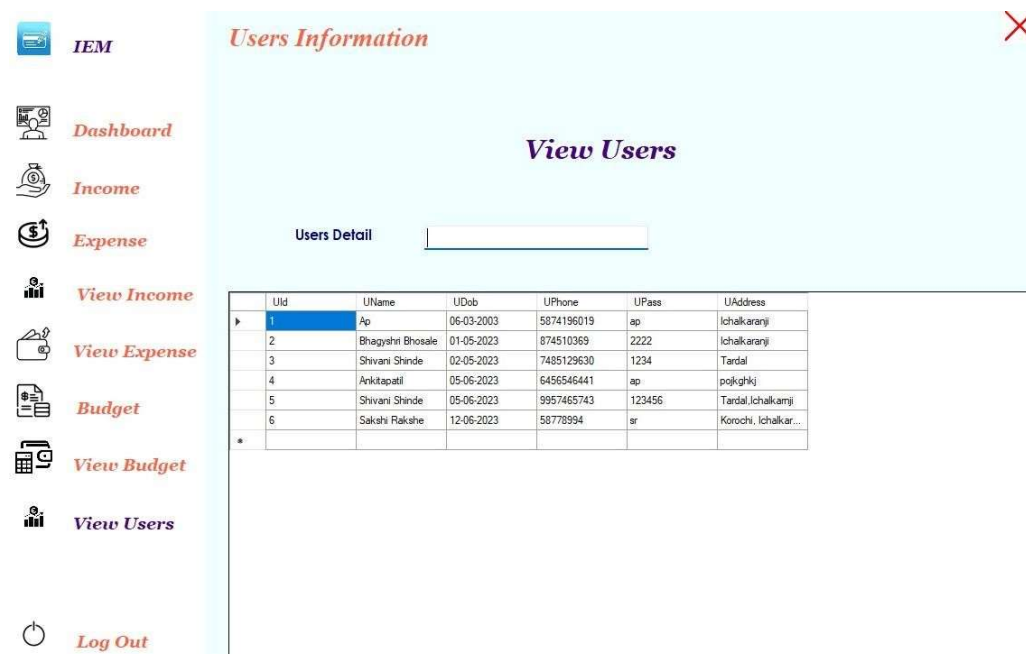 IEM
Dashboard
Income
Expense
View Income
View Expense
Budget
View Budget
View Users
Log Out
Users Information
View Users
Users Detail
UId UName UDob UPhone UPass UAddress
1 Ap 06-03-2003 5874196019 ap Ichalkaranji
2 Bhagyshri Bhosale 01-05-2023 874510369 2222 Ichalkaranji
3 Shivani Shinde 02-05-2023 7485129630 1234 Tardal
4 Ankitapatil 05-06-2023 6456546441 ap pojkghkj
5 Shivani Shinde 05-06-2023 9957465743 123456 Tardal,Ichalkarnji
6 Sakshi Rakshe 12-06-2023 58778994 sr Korochi, Ichalkar...